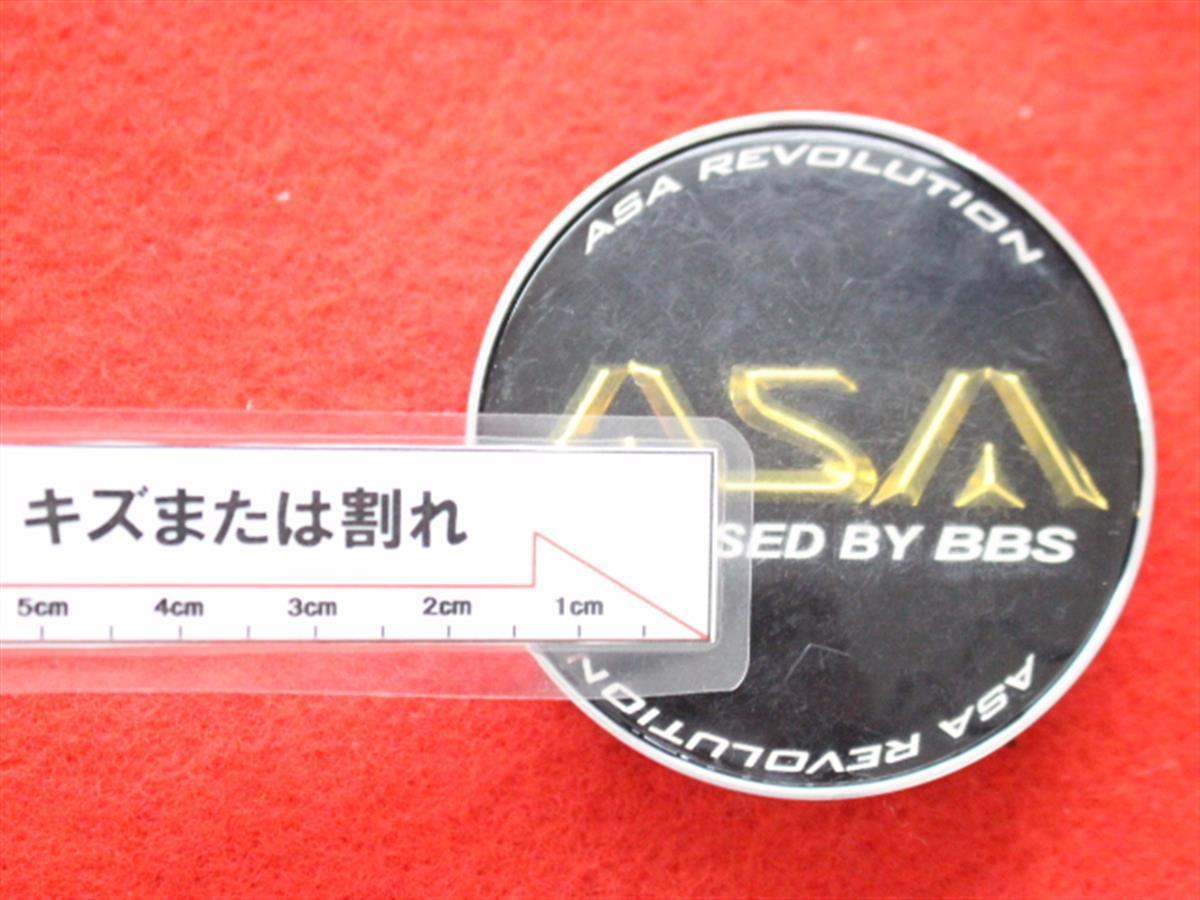 ASA REVOLUTION
ASA
SED BY BBS
キズまたは割れ
5cm 4cm 3cm 2cm 1cm
ASA REVOLUTION